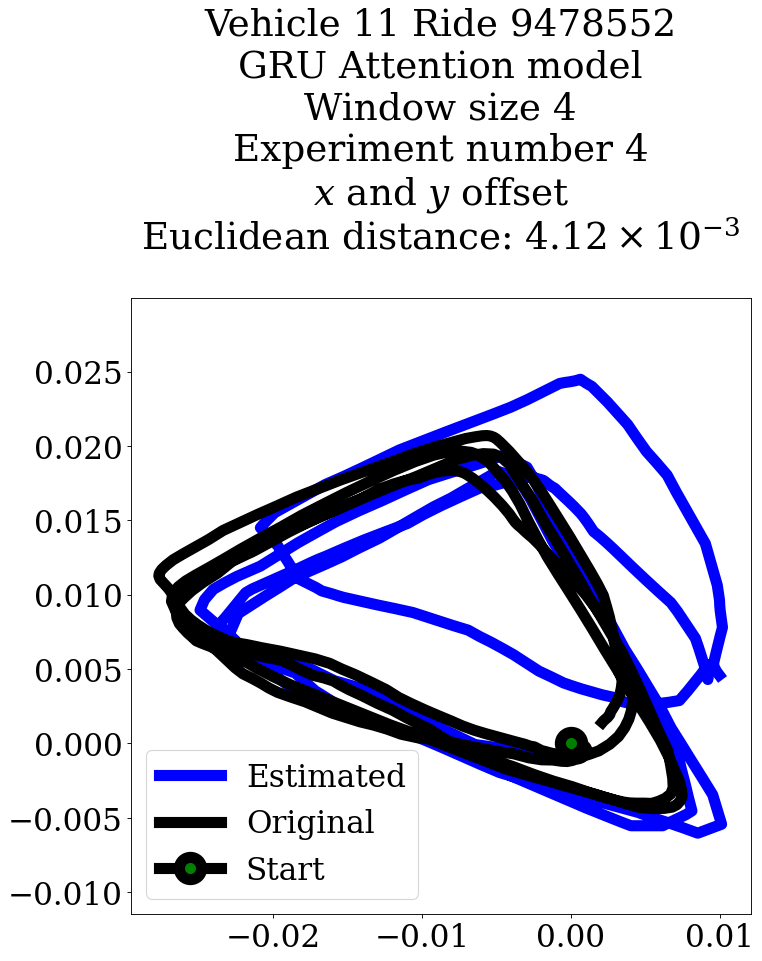 Vehicle 11 Ride 9478552
GRU Attention model
Window size 4
Experiment number 4
x and y offset
Euclidean distance: 4.12 × 10⁻³
0.025
0.020
0.015
0.010
0.005
0.000
−0.005
−0.010
Estimated
Original
Start
−0.02 −0.01 0.00 0.01